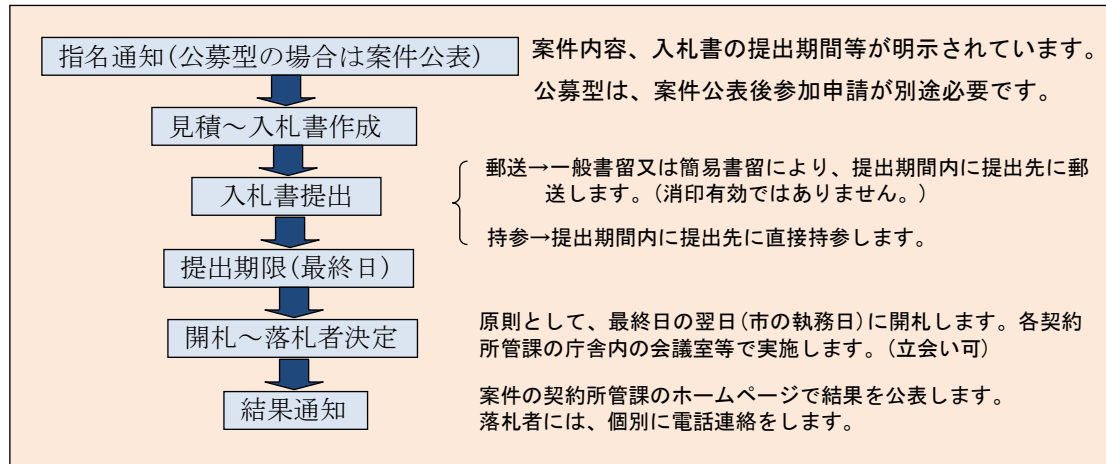 指名通知(公募型の場合は案件公表)
案件内容、入札書の提出期間等が明示されています。
公募型は、案件公表後参加申請が別途必要です。
見積～入札書作成
入札書提出
郵送→一般書留又は簡易書留により、提出期間内に提出先に郵
送します。(消印有効ではありません。)
持参→提出期間内に提出先に直接持参します。
提出期限(最終日)
開札～落札者決定
原則として、最終日の翌日(市の執務日)に開札します。各契約
所管課の庁舎内の会議室等で実施します。(立会い可)
結果通知
案件の契約所管課のホームページで結果を公表します。
落札者には、個別に電話連絡をします。